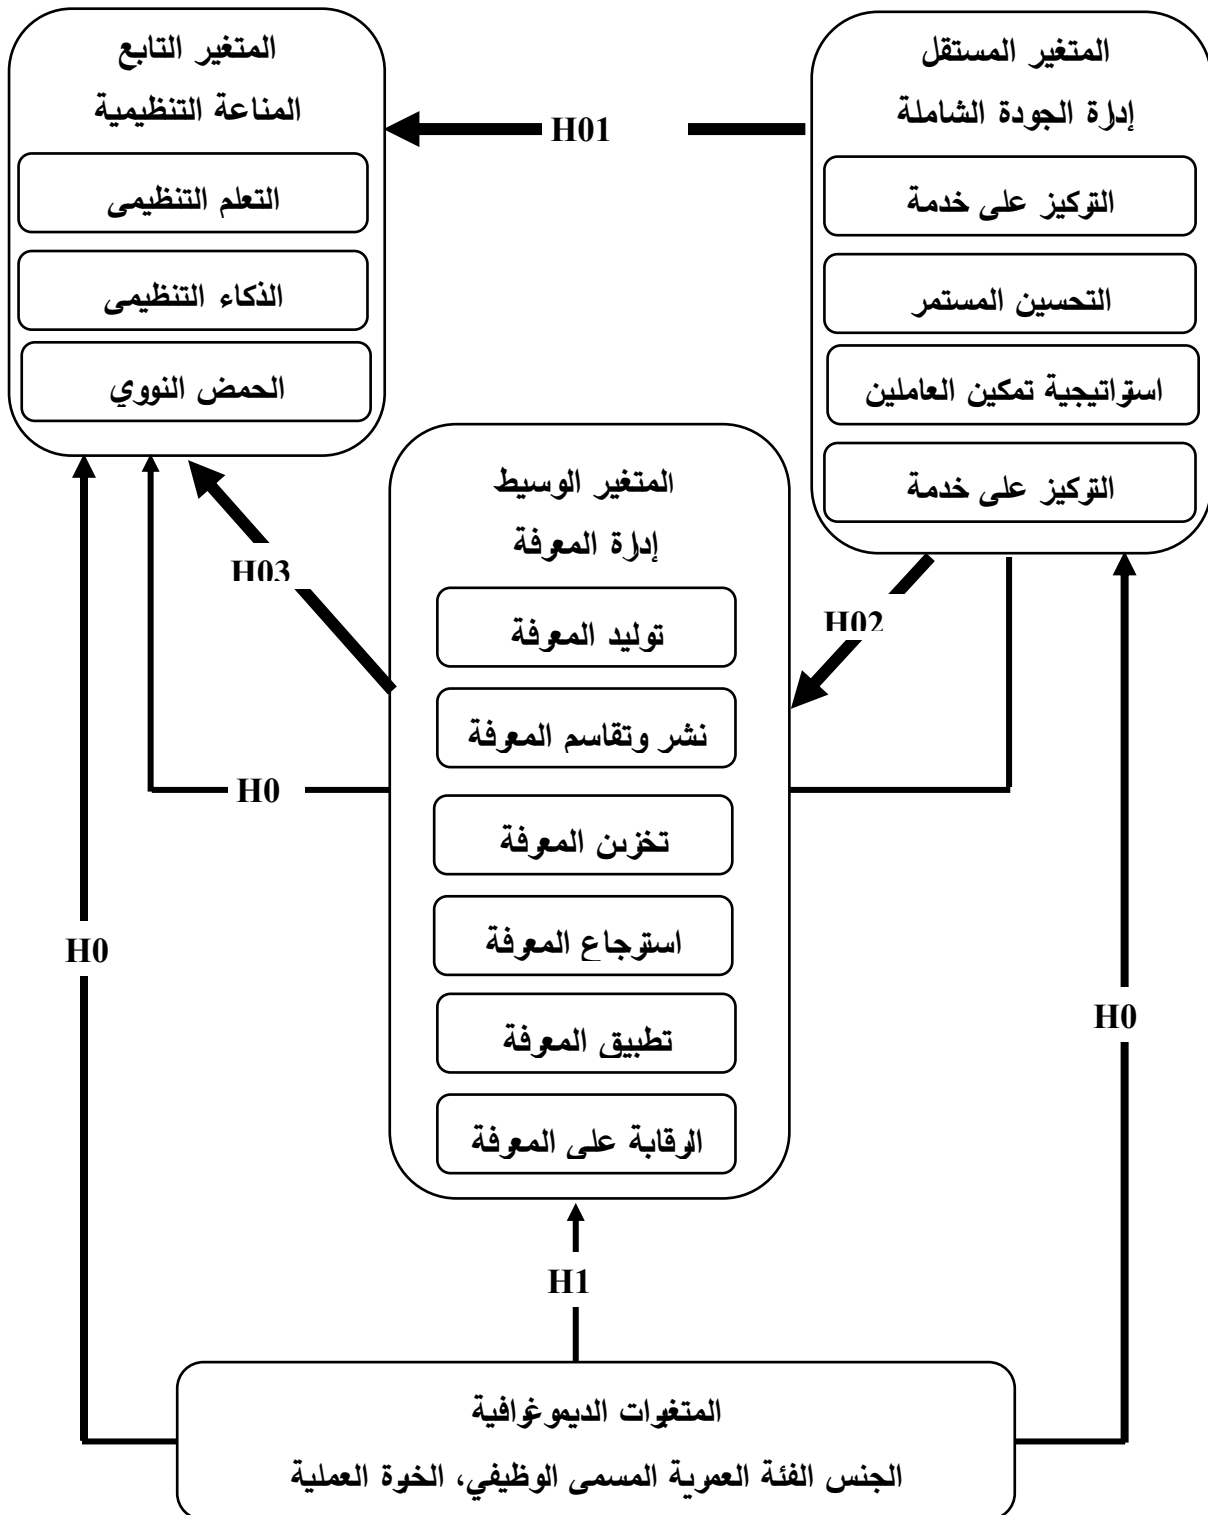 المتغير المستقل
إدارة الجودة الشاملة
التركيز على خدمة
التحسين المستمر
استراتيجية تمكين العاملين
التركيز على خدمة
H01
المتغير التابع
المناعة التنظيمية
التعلم التنظيمي
الذكاء التنظيمي
الحمض النووي
H02
H03
المتغير الوسيط
إدارة المعرفة
توليد المعرفة
نشر وتقاسم المعرفة
تخزين المعرفة
استرجاع المعرفة
تطبيق المعرفة
الرقابة على المعرفة
H0
H0
H0
H1
المتغيرات الديموغرافية
الجنس الفئة العمرية المسمى الوظيفي، الخبرة العملية